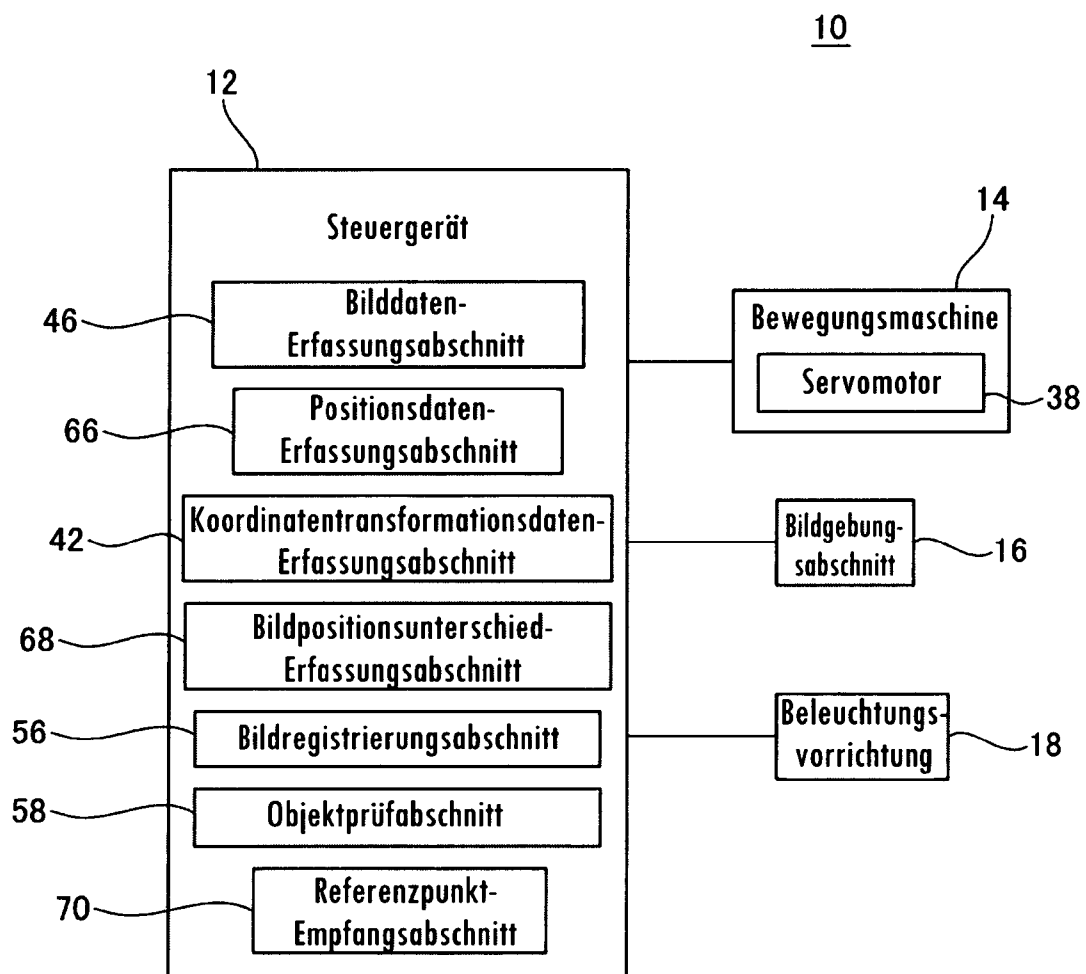 10
12
Steuergerät
14
Bewegungsmaschine
Servomotor
38
46
Bilddaten-
Erfassungsabschnitt
66
Positionsdaten-
Erfassungsabschnitt
42
Koordinatentransformationsdaten-
Erfassungsabschnitt
Bildgebung-
sabschnitt
16
68
Bildpositionsunterschied-
Erfassungsabschnitt
56
Bildregistrierungsabschnitt
Beleuchtungs-
vorrichtung
18
58
Objektprüfabschnitt
70
Referenzpunkt-
Empfangsabschnitt